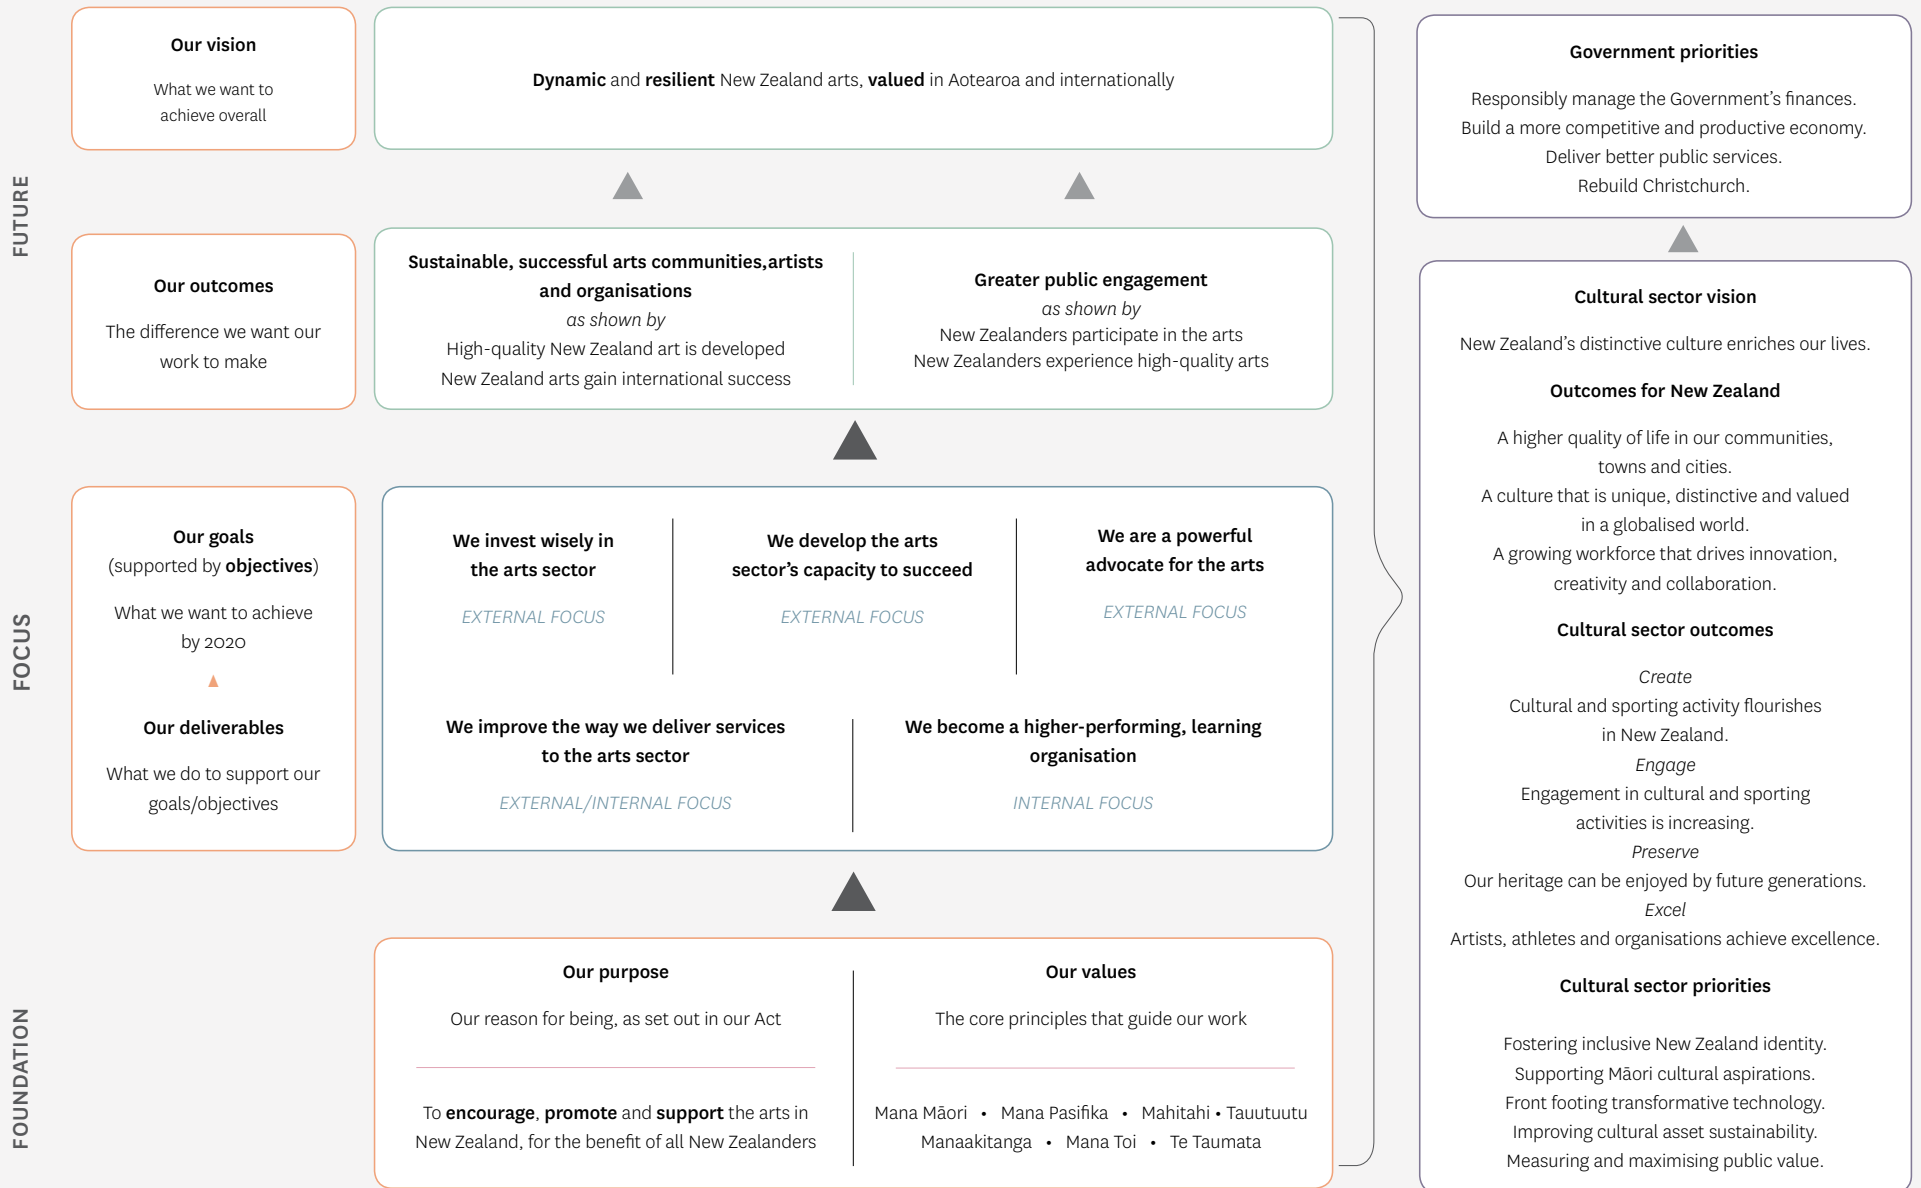 FUTURE
Our vision
What we want to
achieve overall
Dynamic and resilient New Zealand arts, valued in Aotearoa and internationally
Our outcomes
The difference we want our
work to make
Sustainable, successful arts communities,artists
and organisations
as shown by
High-quality New Zealand art is developed
New Zealand arts gain international success
Greater public engagement
as shown by
New Zealanders participate in the arts
New Zealanders experience high-quality arts
FOCUS
Our goals
(supported by objectives)
What we want to achieve
by 2020
Our deliverables
What we do to support our
goals/objectives
We invest wisely in
the arts sector
EXTERNAL FOCUS
We develop the arts
sector's capacity to succeed
EXTERNAL FOCUS
We are a powerful
advocate for the arts
EXTERNAL FOCUS
We improve the way we deliver services
to the arts sector
EXTERNAL/INTERNAL FOCUS
We become a higher-performing, learning
organisation
INTERNAL FOCUS
FOUNDATION
Our purpose
Our reason for being, as set out in our Act
To encourage, promote and support the arts in
New Zealand, for the benefit of all New Zealanders
Our values
The core principles that guide our work
Mana Māori • Mana Pasifika • Mahitahi • Tauutuutu
Manaakitanga • Mana Toi • Te Taumata
Government priorities
Responsibly manage the Government's finances.
Build a more competitive and productive economy.
Deliver better public services.
Rebuild Christchurch.
Cultural sector vision
New Zealand's distinctive culture enriches our lives.
Outcomes for New Zealand
A higher quality of life in our communities,
towns and cities.
A culture that is unique, distinctive and valued
in a globalised world.
A growing workforce that drives innovation,
creativity and collaboration.
Cultural sector outcomes
Create
Cultural and sporting activity flourishes
in New Zealand.
Engage
Engagement in cultural and sporting
activities is increasing.
Preserve
Our heritage can be enjoyed by future generations.
Excel
Artists, athletes and organisations achieve excellence.
Cultural sector priorities
Fostering inclusive New Zealand identity.
Supporting Māori cultural aspirations.
Front footing transformative technology.
Improving cultural asset sustainability.
Measuring and maximising public value.